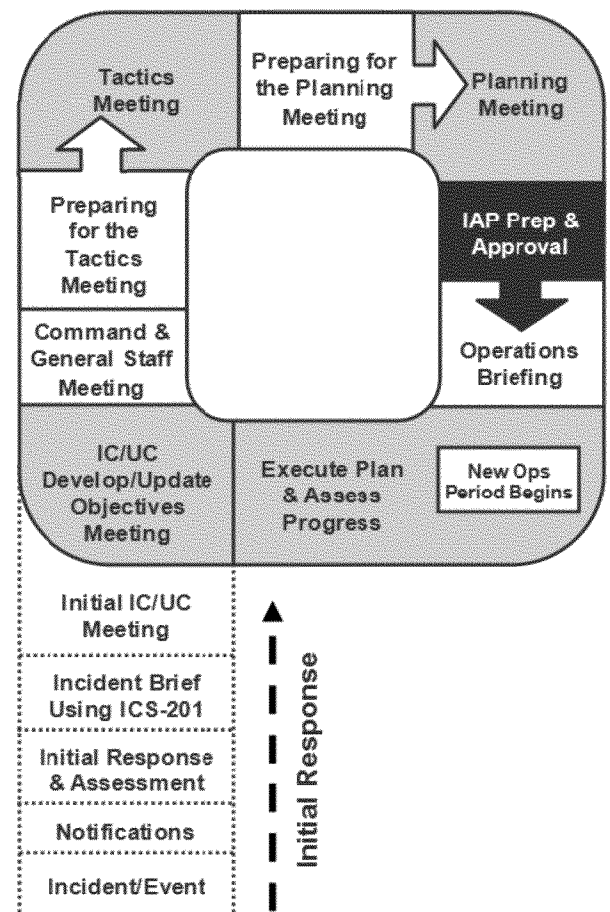 Tactics
Meeting
Preparing for
the Planning
Meeting
Planning
Meeting
Preparing
for the
Tactics
Meeting
IAP Prep &
Approval
Command &
General Staff
Meeting
Operations
Briefing
IC/UC
Develop/Update
Objectives
Meeting
Execute Plan
& Assess
Progress
New Ops
Period Begins
Initial IC/UC
Meeting
Incident Brief
Using ICS-201
Initial Response
& Assessment
Notifications
Incident/Event
Initial Response